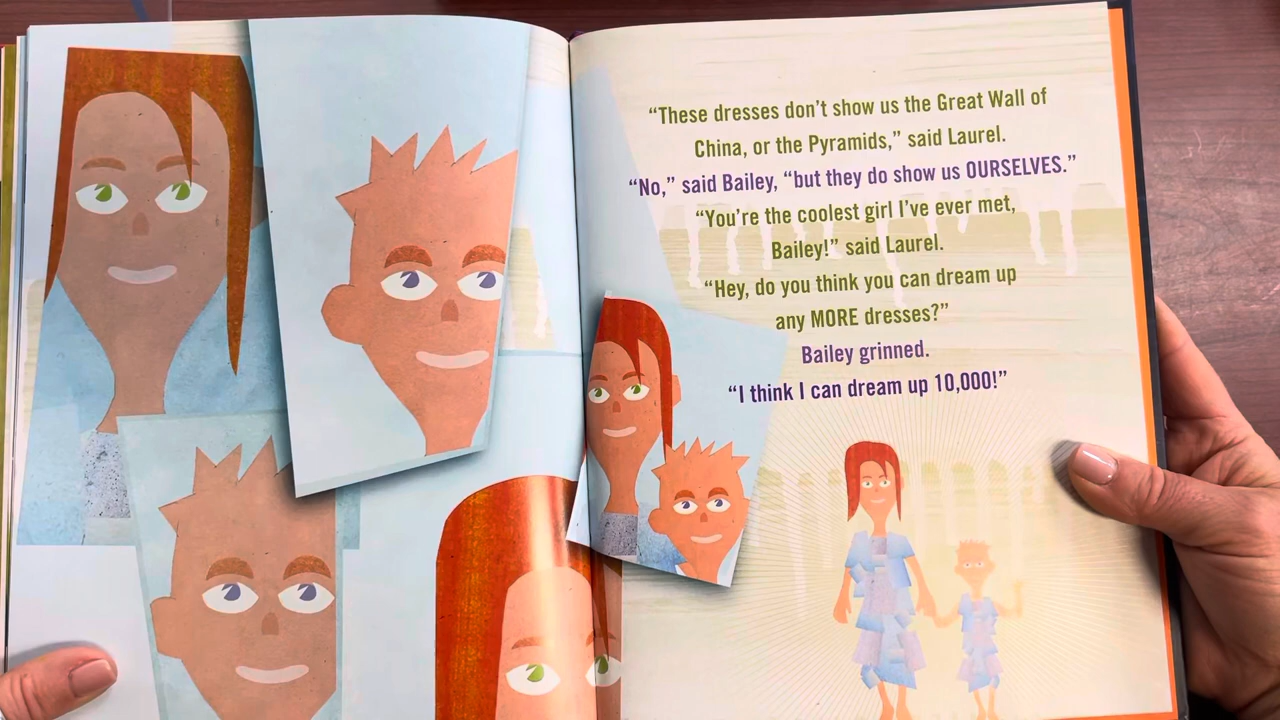 “These dresses don’t show us the Great Wall of
China, or the Pyramids,” said Laurel.
“No,” said Bailey, “but they do show us OURSELVES.”
“You’re the coolest girl I’ve ever met,
Bailey!” said Laurel.
“Hey, do you think you can dream up
any MORE dresses?”
Bailey grinned.
“I think I can dream up 10,000!”